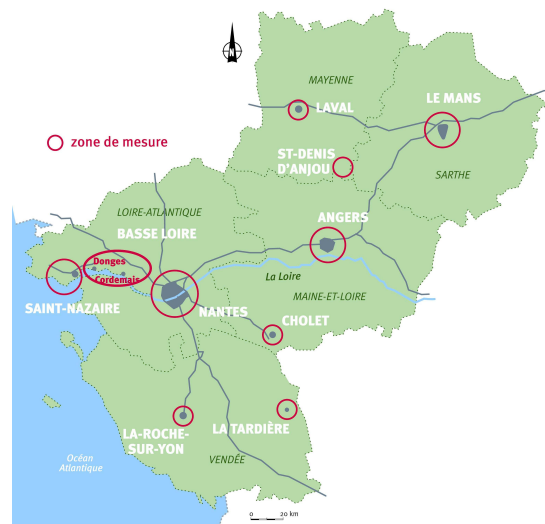 N
MAYENNE
LE MANS
LAVAL
zone de mesure
ST-DENIS
D'ANJOU
SARTHE
LOIRE-ATLANTIQUE
ANGERS
BASSE LOIRE
Donges
Cordemais
La Loire
SAINT-NAZAIRE
NANTES
MAINE-ET-LOIRE
CHOLET
LA-ROCHE-
SUR-YON
LA TARDIÈRE
Océan
Atlantique
VENDÉE
0 20 km